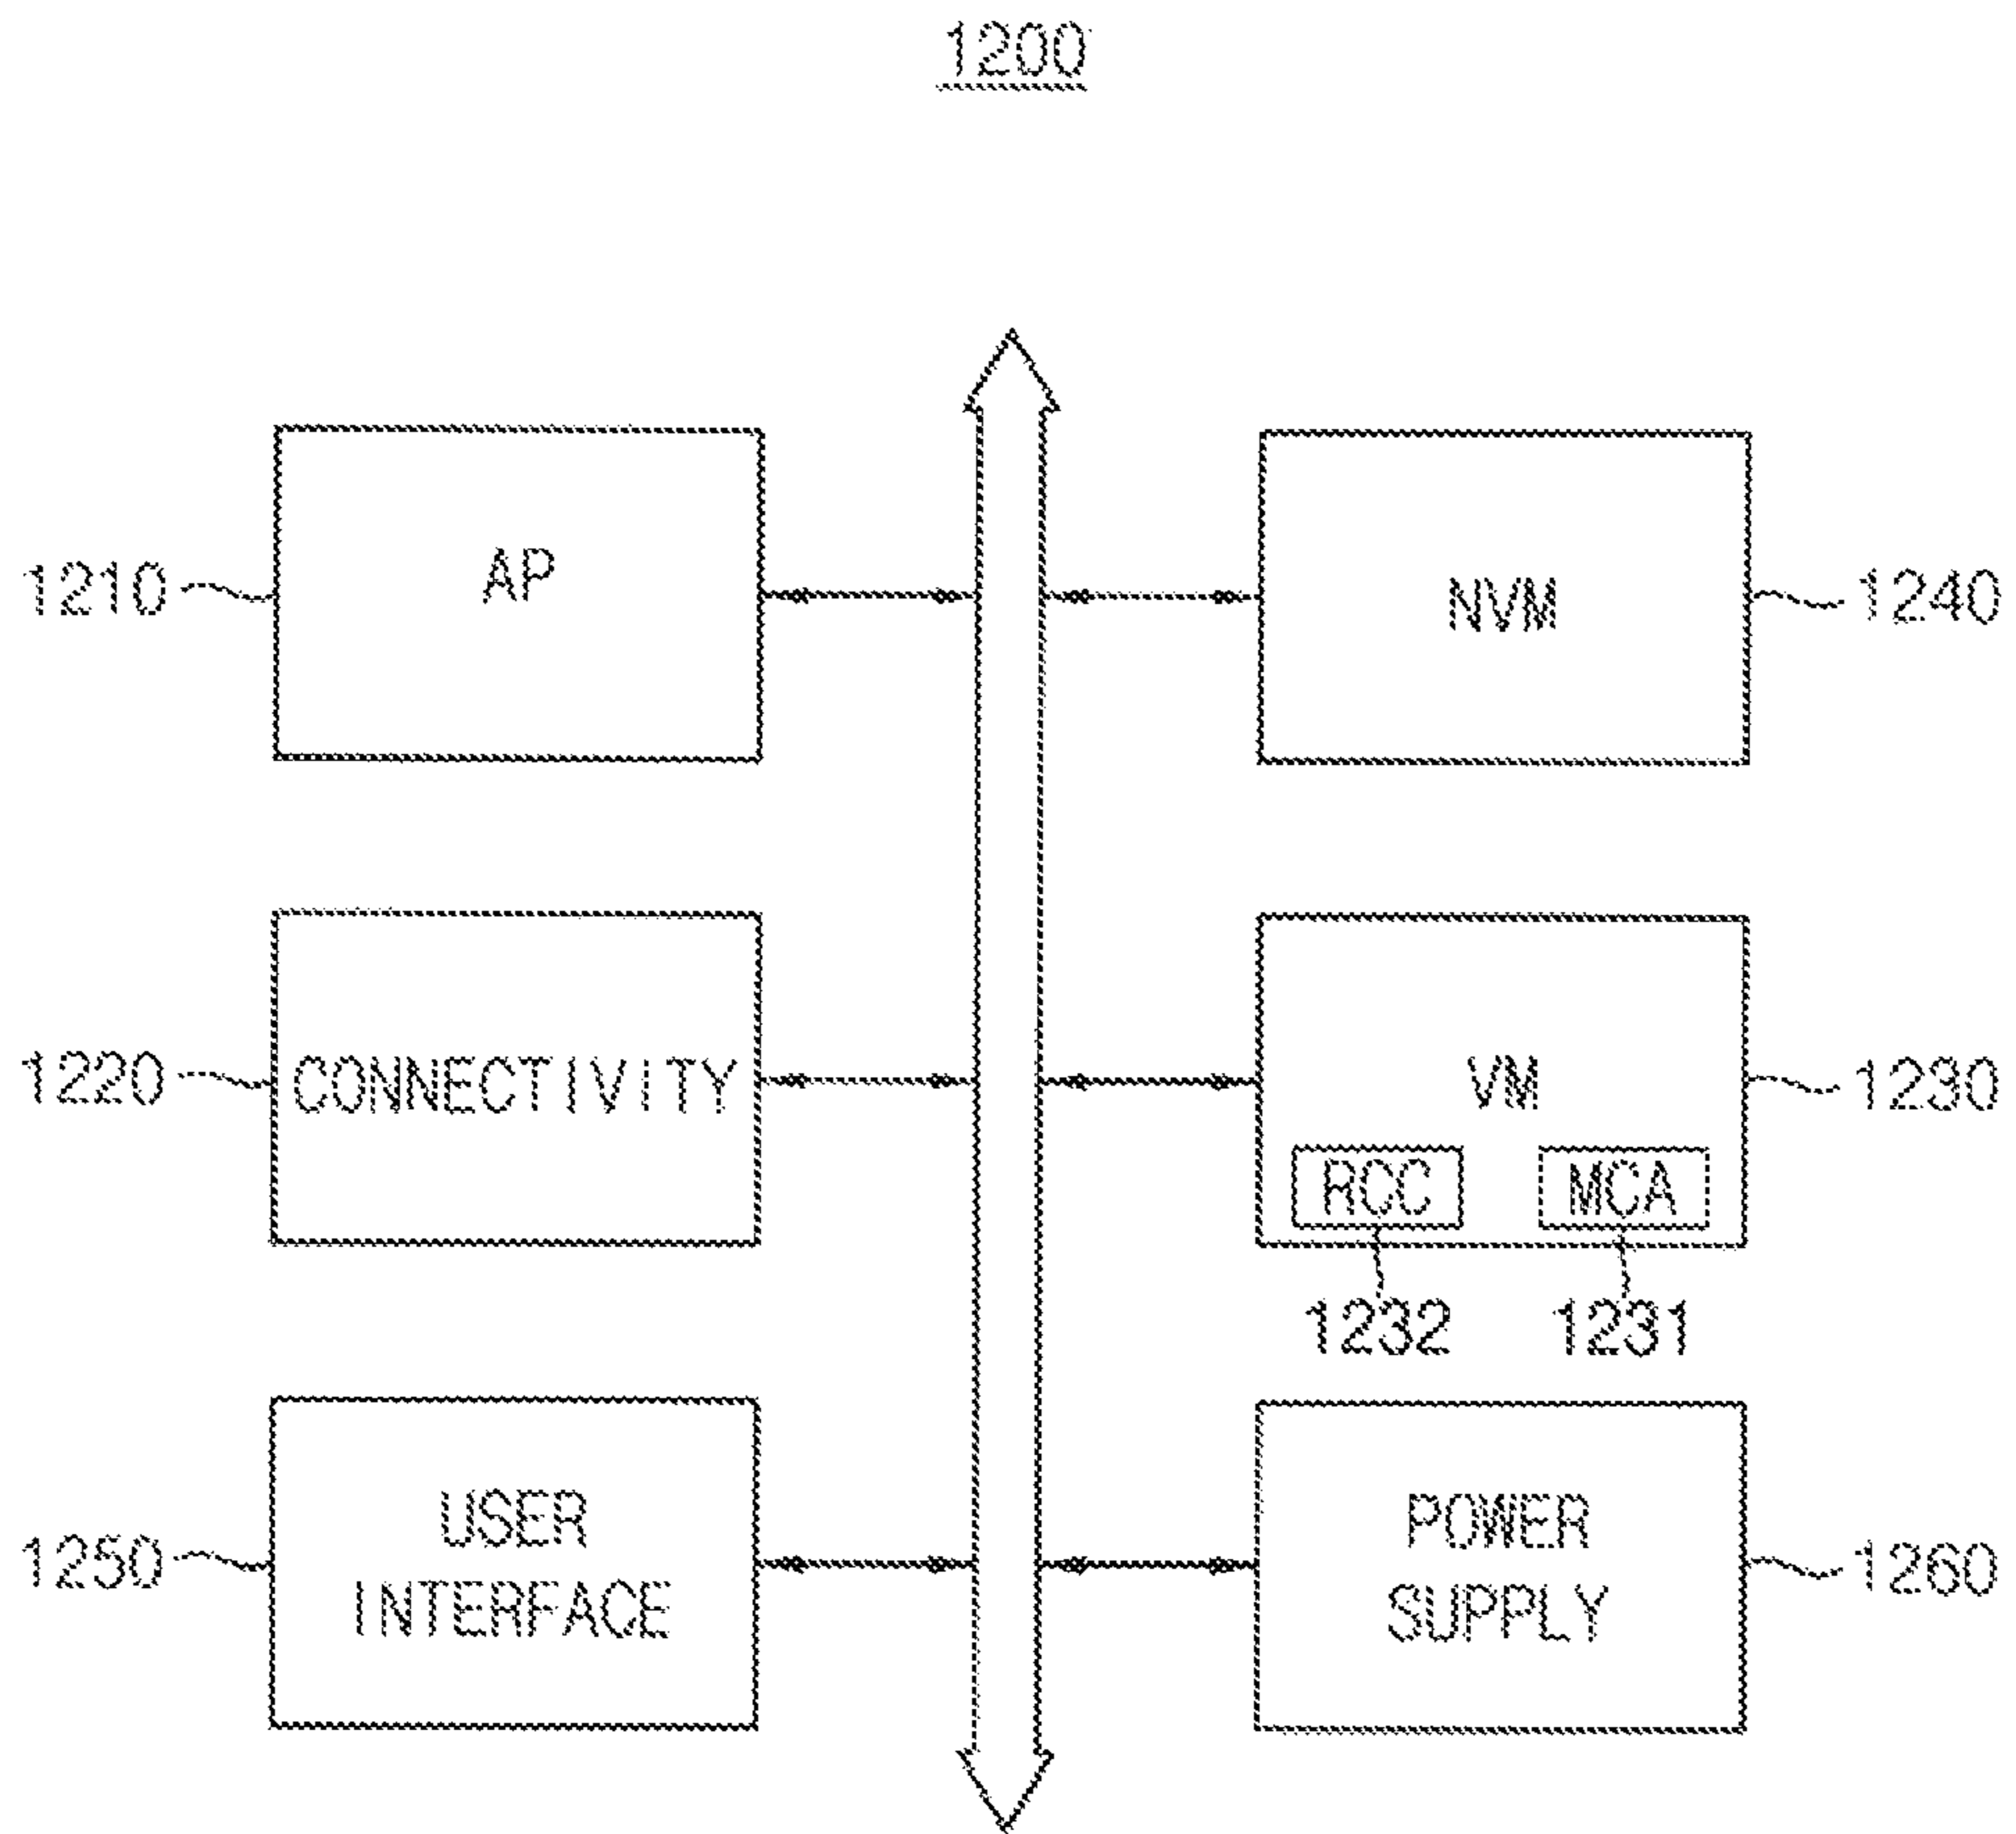 1200
1210
AP
NVM
1240
1220
CONNECTIVITY
VM
1230
RCC
MCA
1232
1231
1250
USER
INTERFACE
POWER
SUPPLY
1260